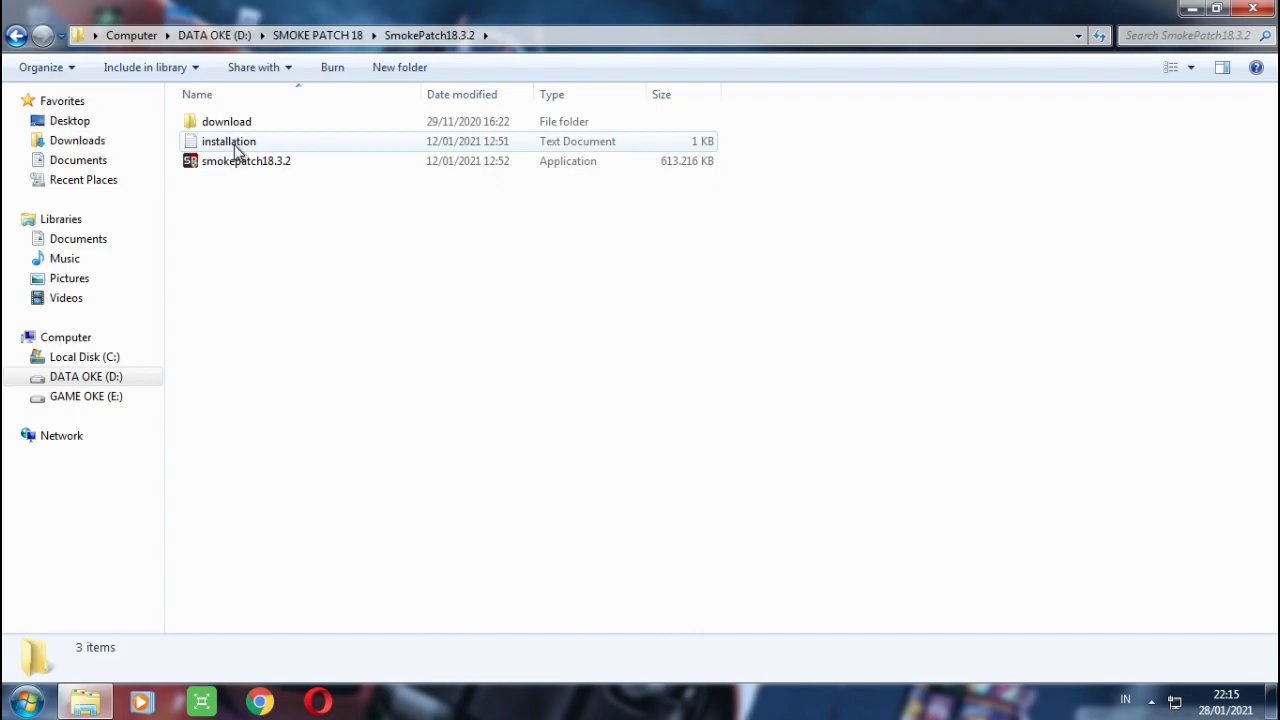 Computer DATA OKE (D:) SMOKE PATCH 18 SmokePatch18.3.2 Search SmokePatch18.3.2
Organize Include in library Share with Burn New folder
Name Date modified Type Size
Favorites
Desktop
Downloads
Documents
Recent Places
Libraries
Documents
Music
Pictures
Videos
Computer
Local Disk (C:)
DATA OKE (D:)
GAME OKE (E:)
Network
download 29/11/2020 16:22 File folder
installation 12/01/2021 12:51 Text Document 1 KB
smokepatch18.3.2 12/01/2021 12:52 Application 613.216 KB
3 items
IN 22:15
28/01/2021